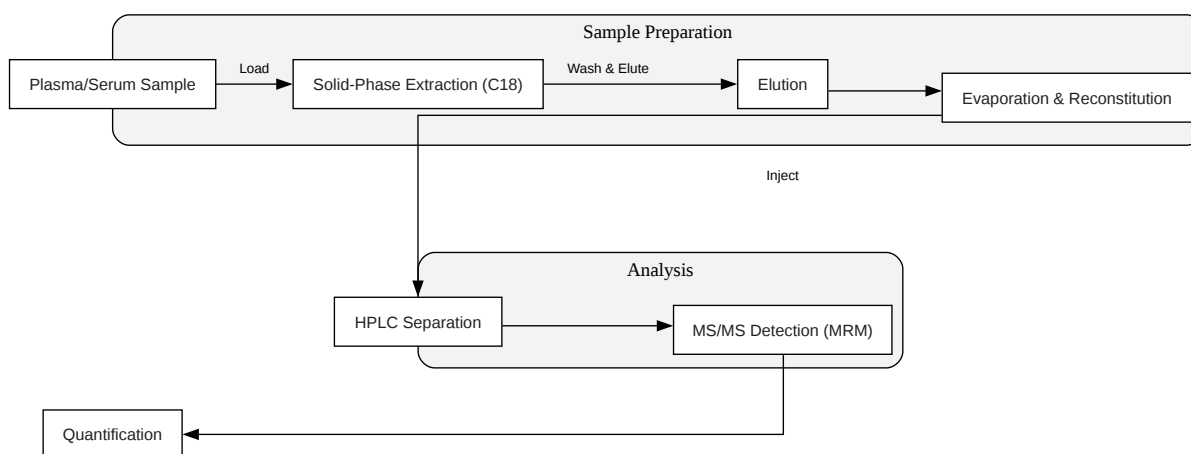 Sample Preparation
Plasma/Serum Sample
Load
Solid-Phase Extraction (C18)
Wash & Elute
Elution
Evaporation & Reconstitution
Inject
Analysis
HPLC Separation
MS/MS Detection (MRM)
Quantification